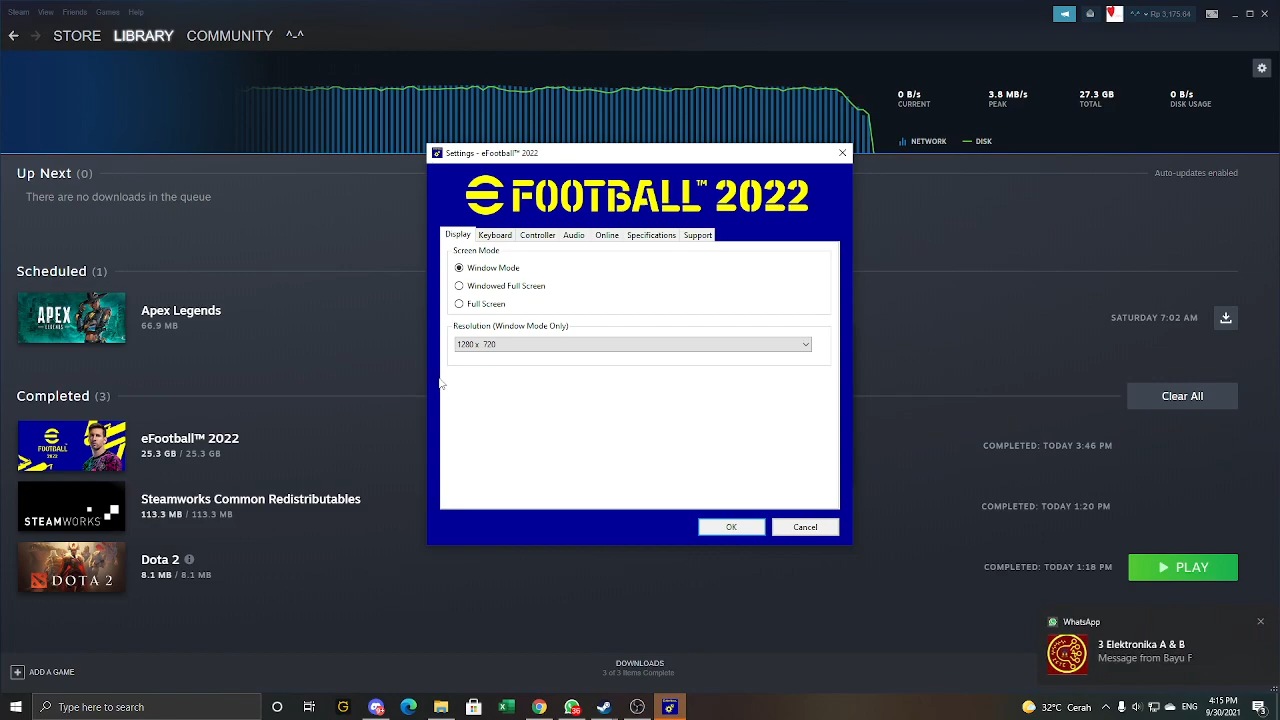 Steam View Friends Games Help
Rp 3,175.84
STORE LIBRARY COMMUNITY ^-^
0 B/s CURRENT
3.8 MB/s PEAK
27.3 GB TOTAL
0 B/s DISK USAGE
NETWORK DISK
Up Next (0)
Auto-updates enabled
There are no downloads in the queue
Settings - eFootball™ 2022
FOOTBALL™ 2022
Display Keyboard Controller Audio Online Specifications Support
Screen Mode
Window Mode
Windowed Full Screen
Full Screen
Resolution (Window Mode Only)
1280 x 720
OK Cancel
Scheduled (1)
APEX LEGENDS
Apex Legends
66.9 MB
SATURDAY 7:02 AM
Completed (3)
Clear All
FOOTBALL 2022
eFootball™ 2022
25.3 GB / 25.3 GB
COMPLETED: TODAY 3:46 PM
STEAMWORKS
Steamworks Common Redistributables
113.3 MB / 113.3 MB
COMPLETED: TODAY 1:20 PM
DOTA 2
Dota 2
8.1 MB / 8.1 MB
COMPLETED: TODAY 1:18 PM
PLAY
WhatsApp
3 Elektronika A & B
Message from Bayu F
ADD A GAME
DOWNLOADS
3 of 3 Items Complete
Type here to search
36
32°C Cerah
4:15 PM
9/30/2021